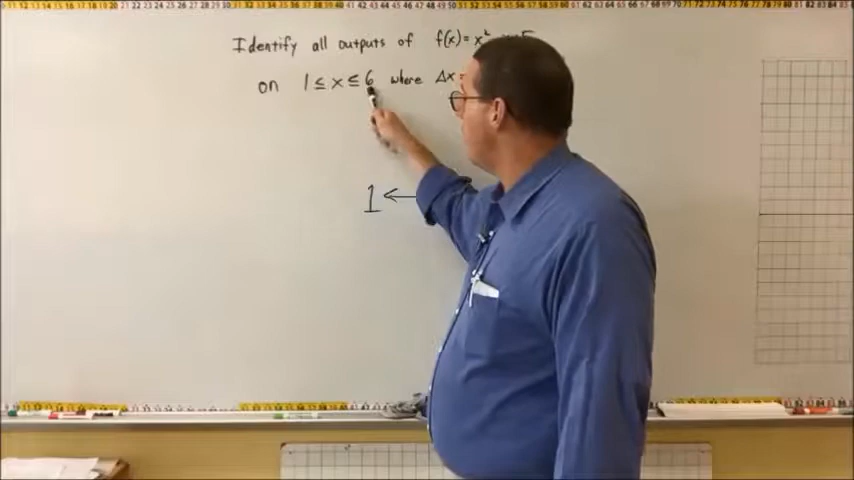 Identify all outputs of f(x)= x²
on 1 ≤ x ≤ 6 where Δx =
1 ←